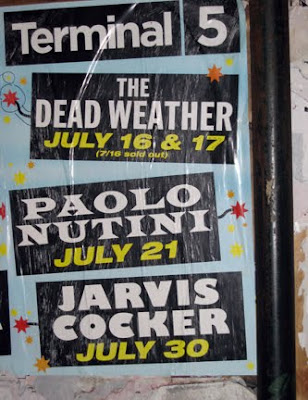 Terminal 5
THE
DEAD WEATHER
JULY 16 & 17
(7/16 sold out)
PAOLO
NUTINI
JULY 21
JARVIS
COCKER
JULY 30